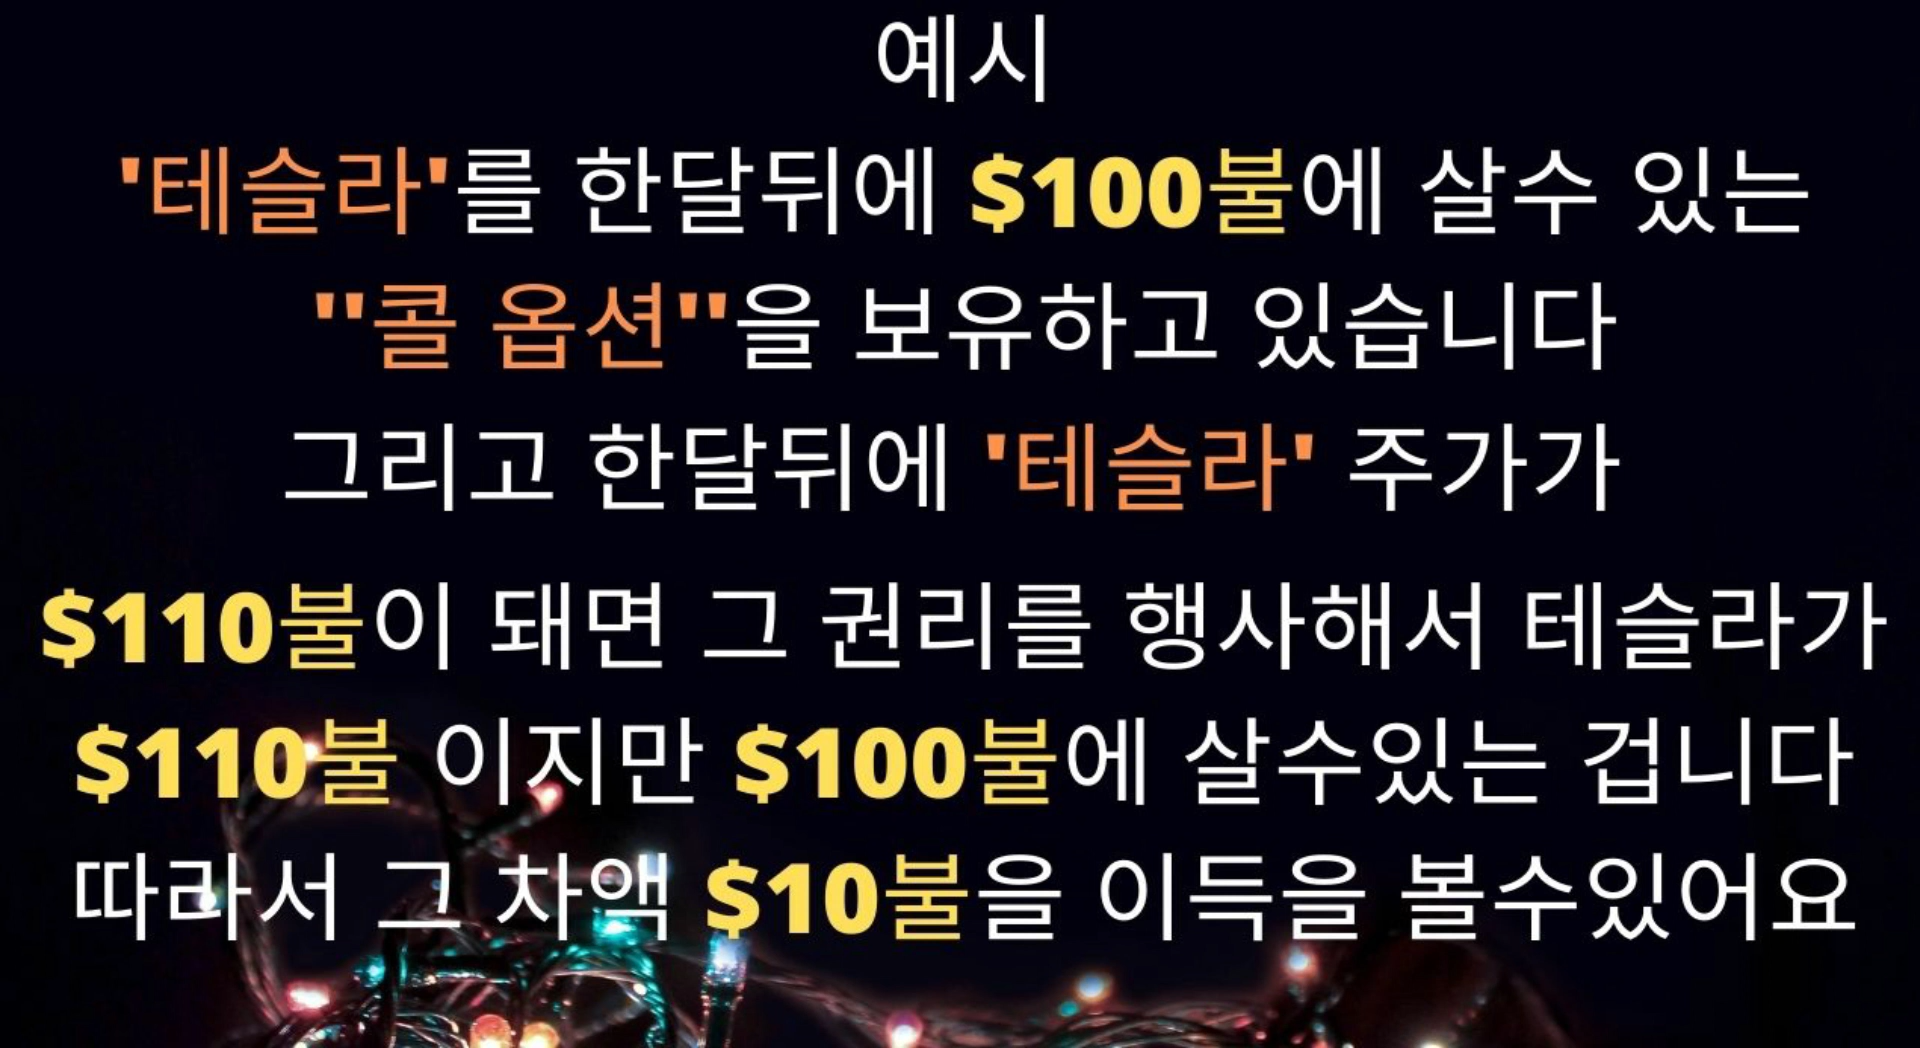 예시
'테슬라'를 한달뒤에 $100불에 살수 있는
"콜 옵션"을 보유하고 있습니다
그리고 한달뒤에 '테슬라' 주가가
$110불이 돼면 그 권리를 행사해서 테슬라가
$110불 이지만 $100불에 살수있는 겁니다
따라서 그 차액 $10불을 이득을 볼수있어요